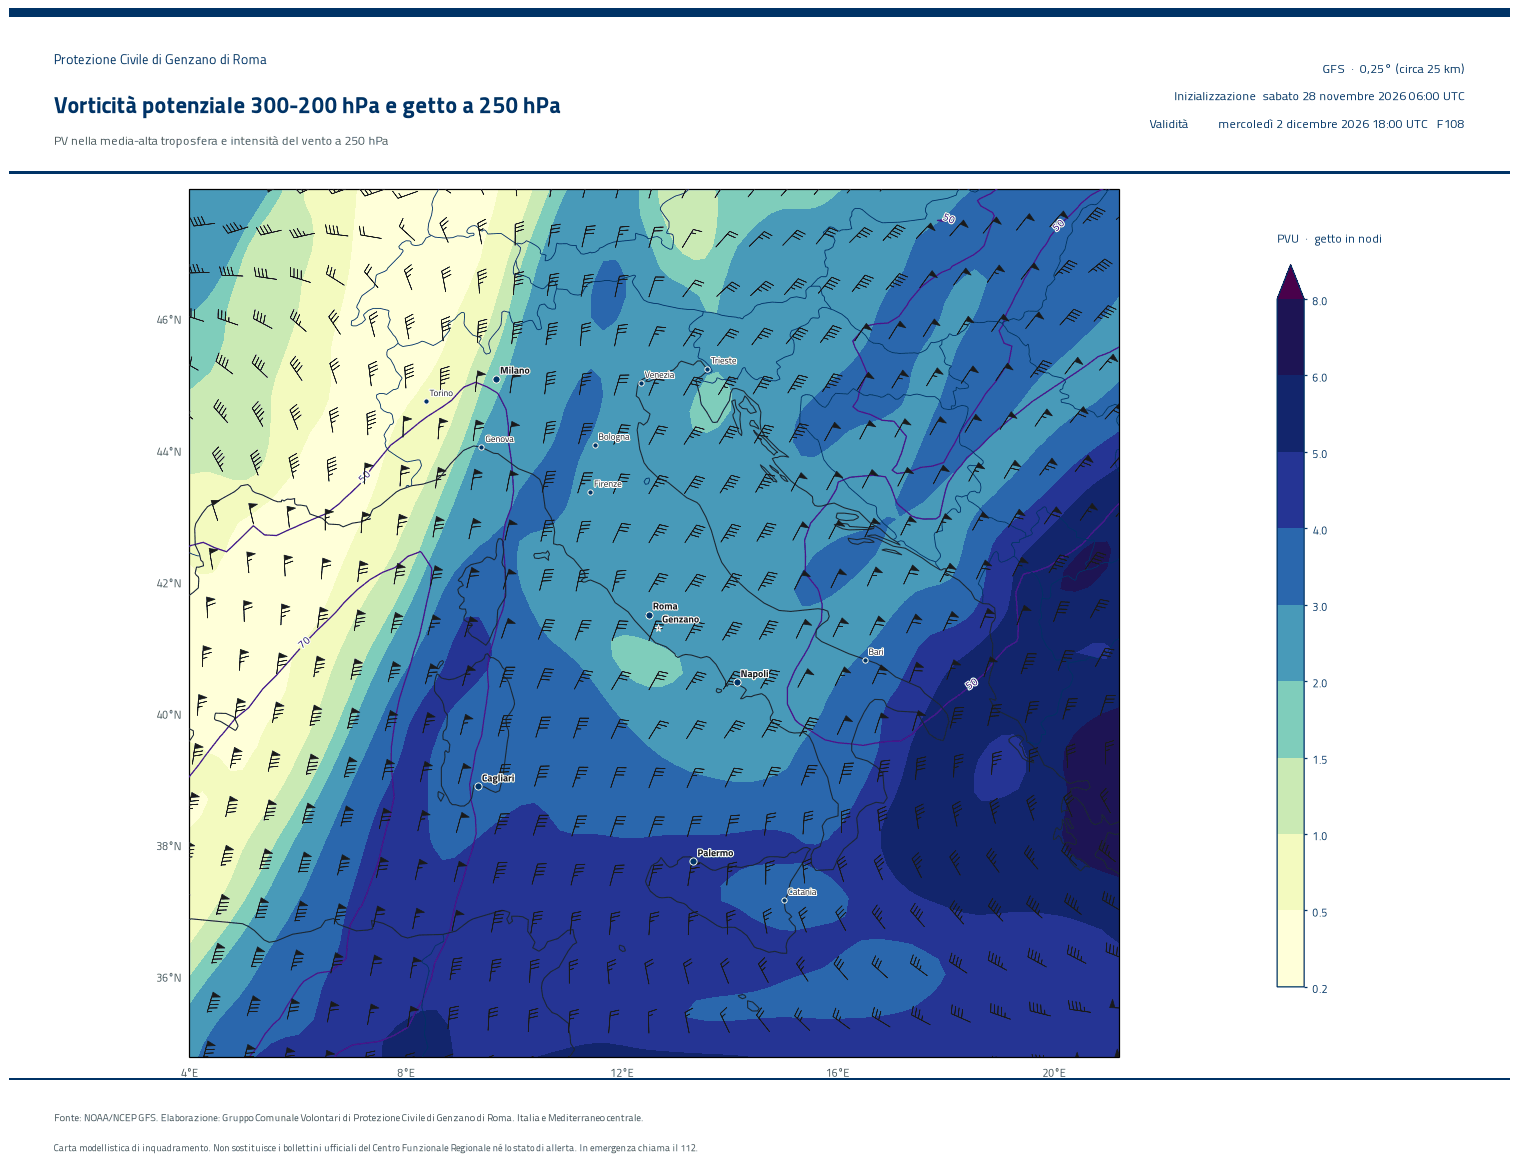 Protezione Civile di Genzano di Roma
Vorticità potenziale 300-200 hPa e getto a 250 hPa
PV nella media-alta troposfera e intensità del vento a 250 hPa
GFS · 0,25° (circa 25 km)
Inizializzazione sabato 28 novembre 2026 06:00 UTC
Validità mercoledì 2 dicembre 2026 18:00 UTC F108
PVU · getto in nodi
8.0
6.0
5.0
4.0
3.0
2.0
1.5
1.0
0.5
0.2
46°N
44°N
42°N
40°N
38°N
36°N
4°E
8°E
12°E
16°E
20°E
50
50
50
70
50
Milano
Torino
Genova
Venezia
Trieste
Bologna
Firenze
Roma
Genzano
Napoli
Bari
Cagliari
Palermo
Catania
Fonte: NOAA/NCEP GFS. Elaborazione: Gruppo Comunale Volontari di Protezione Civile di Genzano di Roma. Italia e Mediterraneo centrale.
Carta modellistica di inquadramento. Non sostituisce i bollettini ufficiali del Centro Funzionale Regionale né lo stato di allerta. In emergenza chiama il 112.